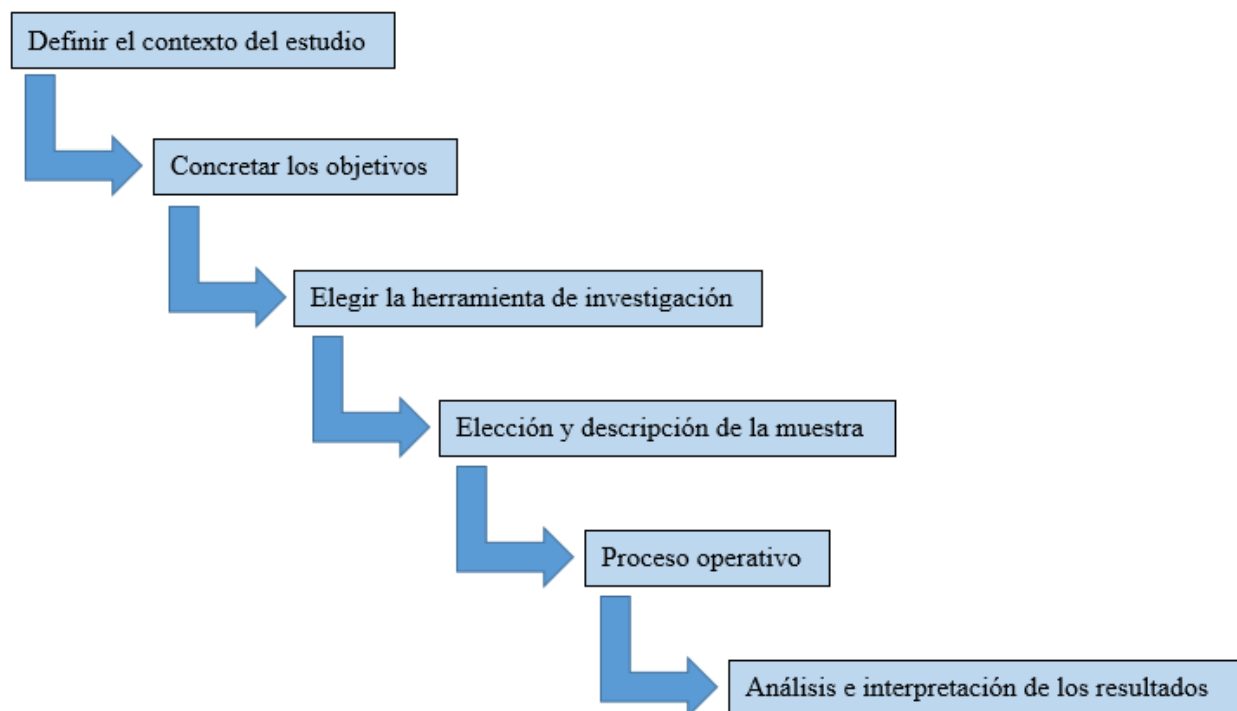 Definir el contexto del estudio
Concretar los objetivos
Elegir la herramienta de investigación
Elección y descripción de la muestra
Proceso operativo
Análisis e interpretación de los resultados